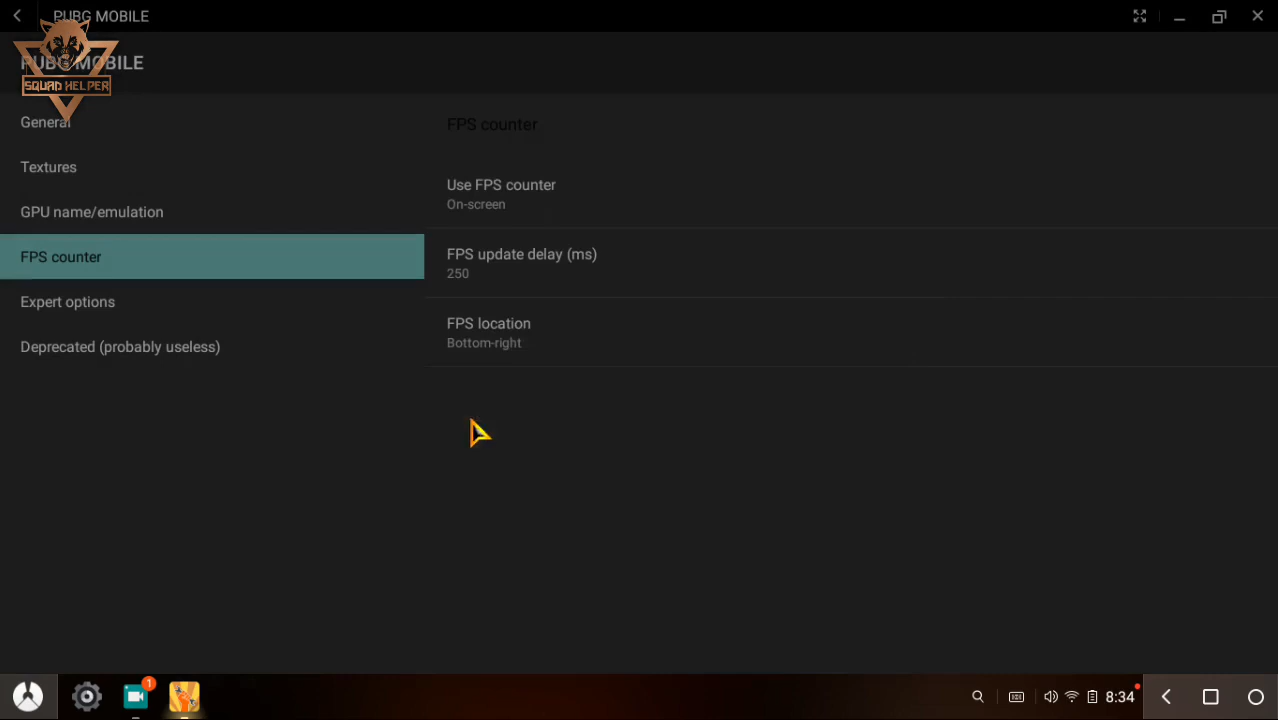 PUBG MOBILE
PUBG MOBILE
SQUAD HELPER
General
Textures
GPU name/emulation
FPS counter
Expert options
Deprecated (probably useless)
FPS counter
Use FPS counter
On-screen
FPS update delay (ms)
250
FPS location
Bottom-right
1
8:34